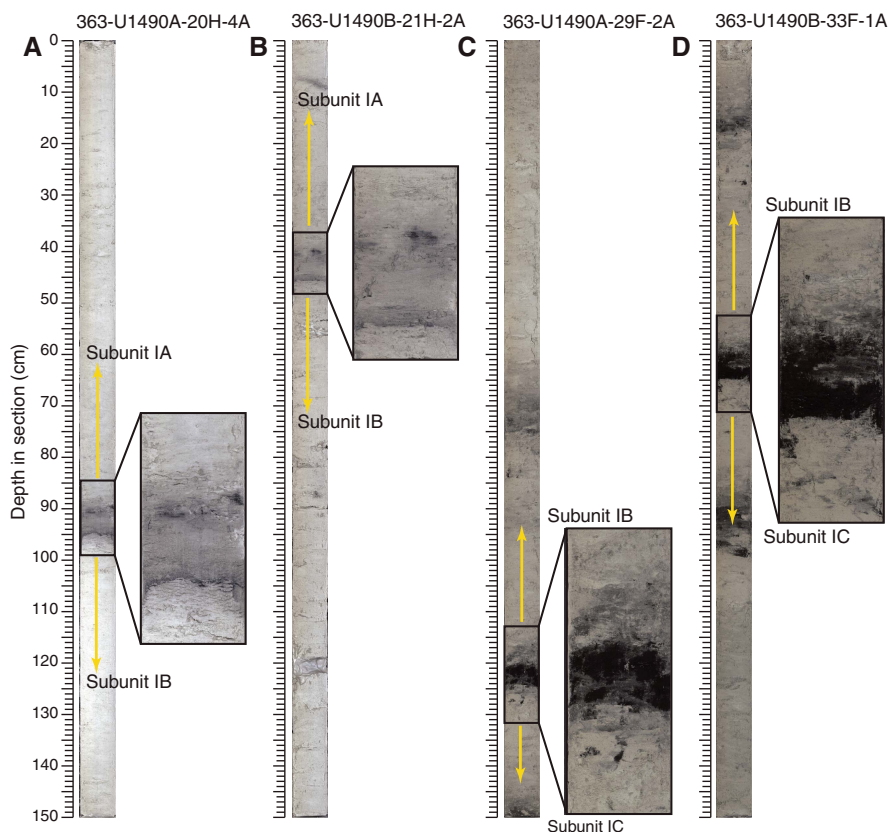 363-U1490A-20H-4A
363-U1490B-21H-2A
363-U1490A-29F-2A
363-U1490B-33F-1A
A
B
C
D
Depth in section (cm)
0
10
20
30
40
50
60
70
80
90
100
110
120
130
140
150
Subunit IA
Subunit IB
Subunit IA
Subunit IB
Subunit IB
Subunit IC
Subunit IB
Subunit IC